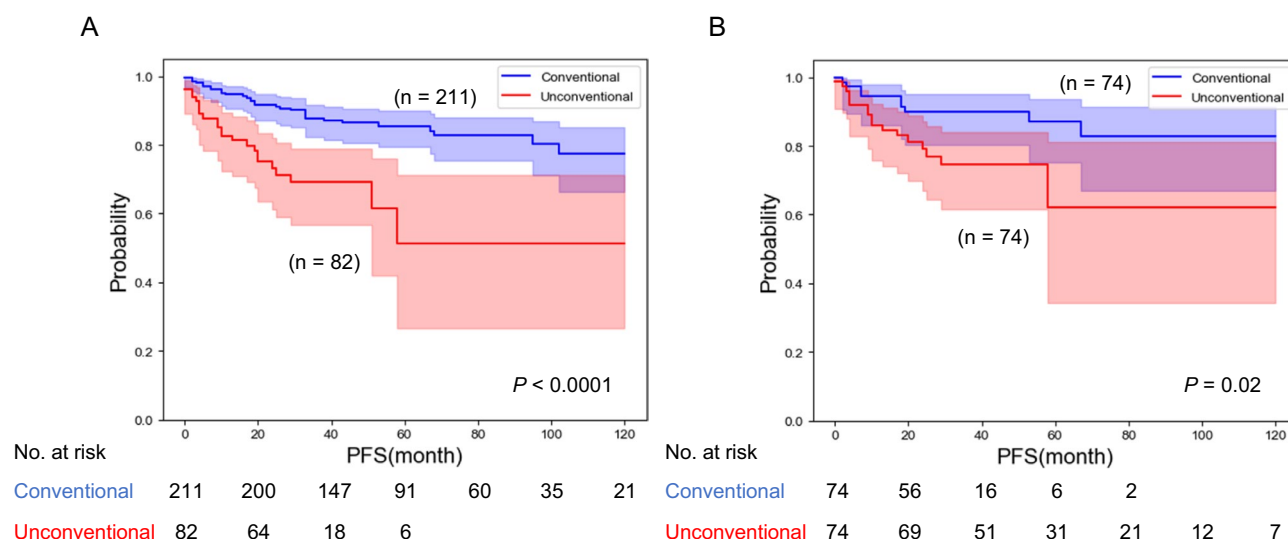 A
B
Conventional
Unconventional
(n = 211)
(n = 82)
P < 0.0001
Probability
1.0
0.8
0.6
0.4
0.2
0.0
0 20 40 60 80 100 120
PFS(month)
Conventional
Unconventional
(n = 74)
(n = 74)
P = 0.02
Probability
1.0
0.8
0.6
0.4
0.2
0.0
0 20 40 60 80 100 120
PFS(month)
No. at risk
Conventional 211 200 147 91 60 35 21
Unconventional 82 64 18 6
No. at risk
Conventional 74 56 16 6 2
Unconventional 74 69 51 31 21 12 7